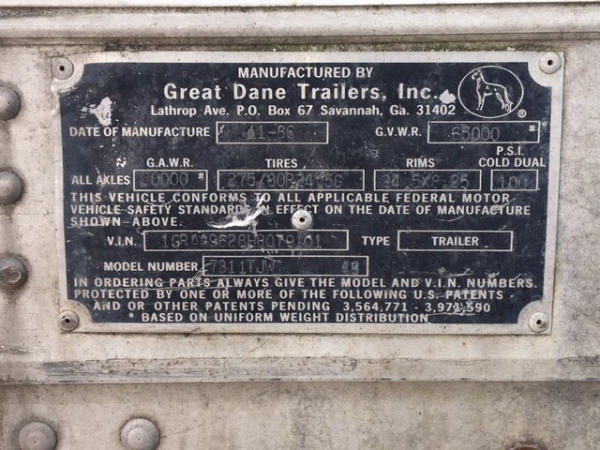 MANUFACTURED BY
Great Dane Trailers, Inc.
Lathrop Ave. P.O. Box 67 Savannah, Ga. 31402
DATE OF MANUFACTURE 11-86 G.V.W.R. 65000 #
G.A.W.R. TIRES RIMS P.S.I. COLD DUAL
ALL AXLES # 100
THIS VEHICLE CONFORMS TO ALL APPLICABLE FEDERAL MOTOR
VEHICLE SAFETY STANDARDS IN EFFECT ON THE DATE OF MANUFACTURE
SHOWN ABOVE.
V.I.N. TYPE TRAILER
MODEL NUMBER 48
IN ORDERING PARTS ALWAYS GIVE THE MODEL AND V.I.N. NUMBERS.
PROTECTED BY ONE OR MORE OF THE FOLLOWING U.S. PATENTS
AND OR OTHER PATENTS PENDING 3,564,771 - 3,971,590
* BASED ON UNIFORM WEIGHT DISTRIBUTION